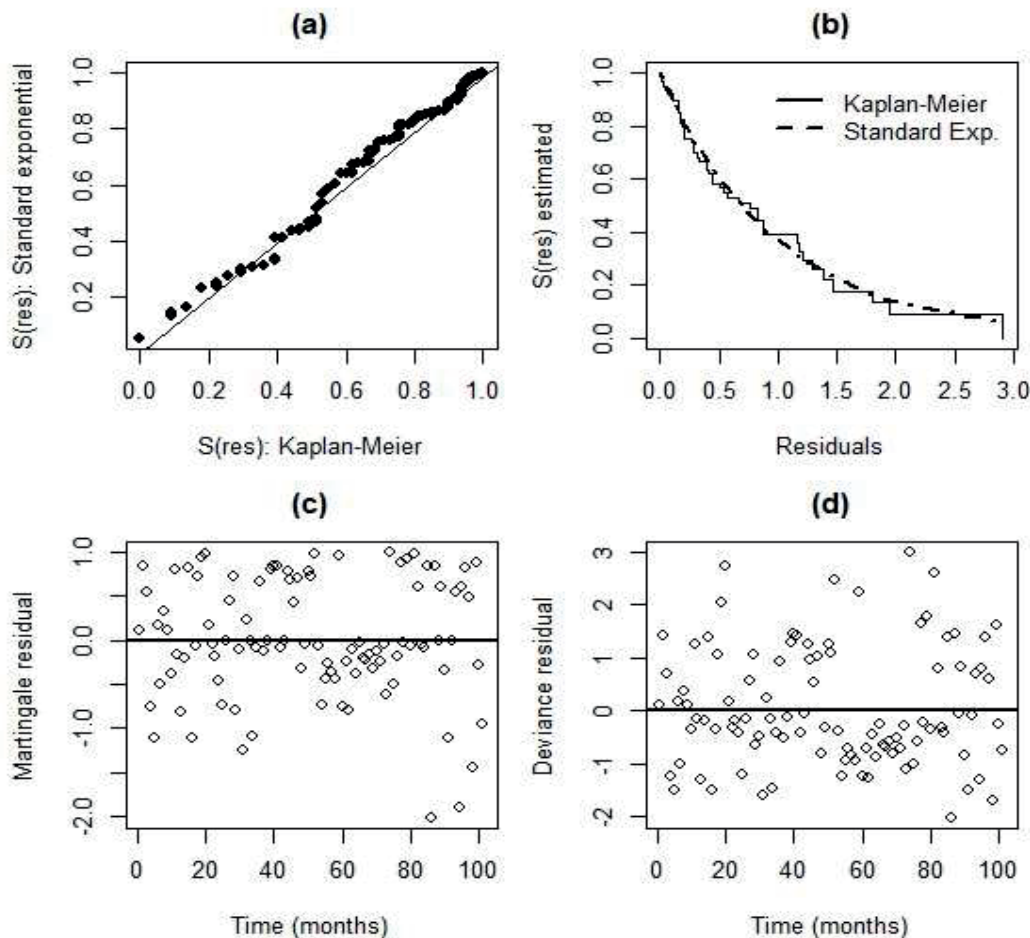 (a)
S(res): Standard exponential
1.0
0.8
0.6
0.4
0.2
0.0 0.2 0.4 0.6 0.8 1.0
S(res): Kaplan-Meier
(b)
S(res) estimated
1.0
0.8
0.6
0.4
0.2
0.0
Kaplan-Meier
Standard Exp.
0.0 0.5 1.0 1.5 2.0 2.5 3.0
Residuals
(c)
Martingale residual
1.0
0.0
-1.0
-2.0
0 20 40 60 80 100
Time (months)
(d)
Deviance residual
3
2
1
0
-1
-2
0 20 40 60 80 100
Time (months)